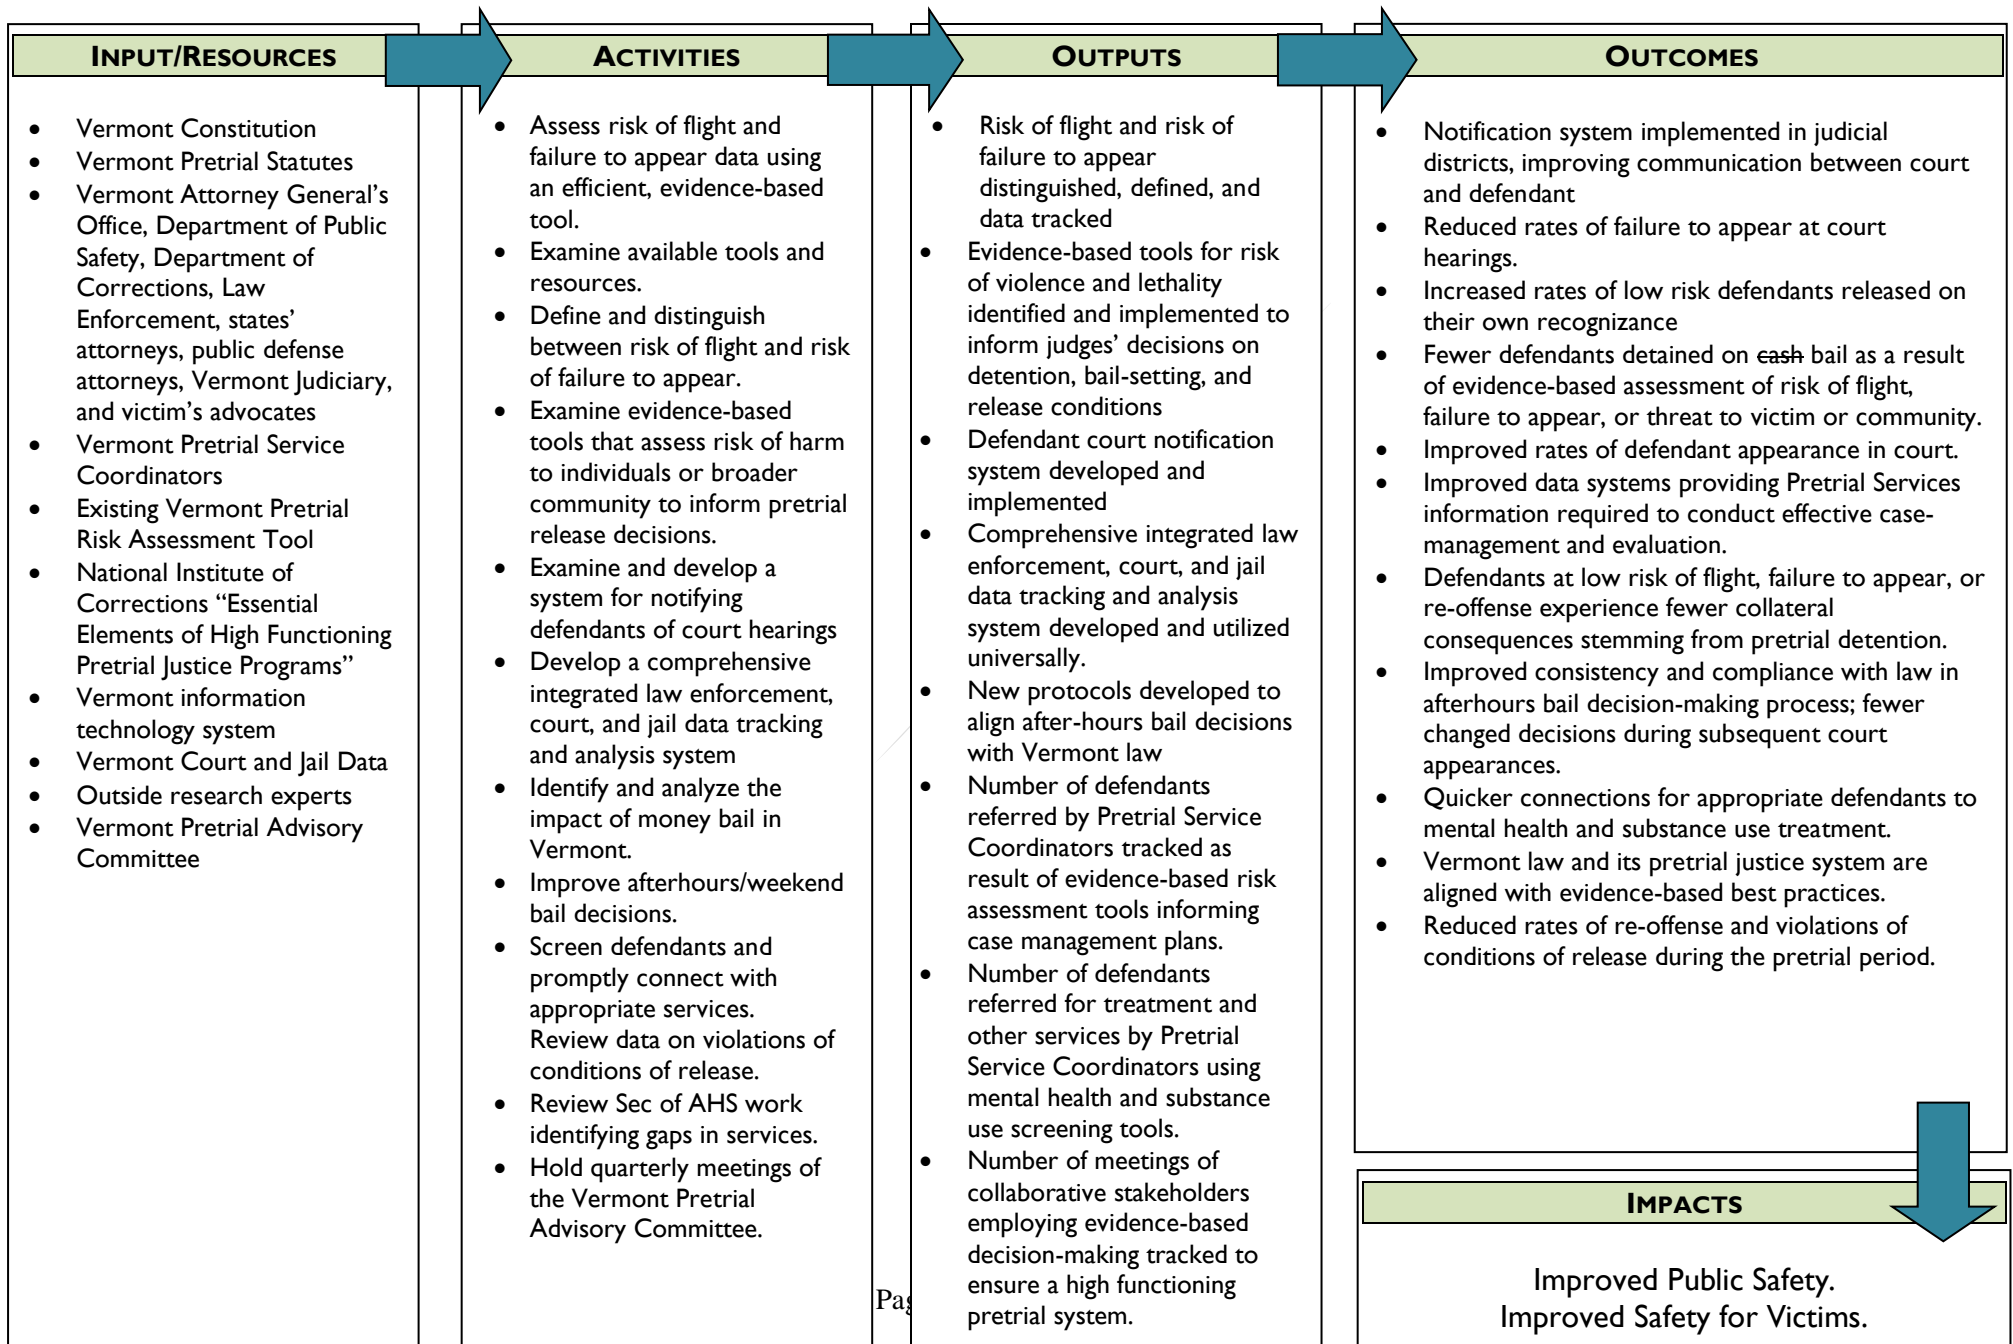 INPUT/RESOURCES
• Vermont Constitution
• Vermont Pretrial Statutes
• Vermont Attorney General’s
Office, Department of Public
Safety, Department of
Corrections, Law
Enforcement, states’
attorneys, public defense
attorneys, Vermont Judiciary,
and victim’s advocates
• Vermont Pretrial Service
Coordinators
• Existing Vermont Pretrial
Risk Assessment Tool
• National Institute of
Corrections “Essential
Elements of High Functioning
Pretrial Justice Programs”
• Vermont information
technology system
• Vermont Court and Jail Data
• Outside research experts
• Vermont Pretrial Advisory
Committee
ACTIVITIES
• Assess risk of flight and
failure to appear data using
an efficient, evidence-based
tool.
• Examine available tools and
resources.
• Define and distinguish
between risk of flight and risk
of failure to appear.
• Examine evidence-based
tools that assess risk of harm
to individuals or broader
community to inform pretrial
release decisions.
• Examine and develop a
system for notifying
defendants of court hearings
• Develop a comprehensive
integrated law enforcement,
court, and jail data tracking
and analysis system
• Identify and analyze the
impact of money bail in
Vermont.
• Improve afterhours/weekend
bail decisions.
• Screen defendants and
promptly connect with
appropriate services.
Review data on violations of
conditions of release.
• Review Sec of AHS work
identifying gaps in services.
• Hold quarterly meetings of
the Vermont Pretrial
Advisory Committee.
OUTPUTS
• Risk of flight and risk of
failure to appear
distinguished, defined, and
data tracked
• Evidence-based tools for risk
of violence and lethality
identified and implemented to
inform judges’ decisions on
detention, bail-setting, and
release conditions
• Defendant court notification
system developed and
implemented
• Comprehensive integrated law
enforcement, court, and jail
data tracking and analysis
system developed and utilized
universally.
• New protocols developed to
align after-hours bail decisions
with Vermont law
• Number of defendants
referred by Pretrial Service
Coordinators tracked as
result of evidence-based risk
assessment tools informing
case management plans.
• Number of defendants
referred for treatment and
other services by Pretrial
Service Coordinators using
mental health and substance
use screening tools.
• Number of meetings of
collaborative stakeholders
employing evidence-based
decision-making tracked to
ensure a high functioning
pretrial system.
OUTCOMES
• Notification system implemented in judicial
districts, improving communication between court
and defendant
• Reduced rates of failure to appear at court
hearings.
• Increased rates of low risk defendants released on
their own recognizance
• Fewer defendants detained on cash bail as a result
of evidence-based assessment of risk of flight,
failure to appear, or threat to victim or community.
• Improved rates of defendant appearance in court.
• Improved data systems providing Pretrial Services
information required to conduct effective case-
management and evaluation.
• Defendants at low risk of flight, failure to appear, or
re-offense experience fewer collateral
consequences stemming from pretrial detention.
• Improved consistency and compliance with law in
afterhours bail decision-making process; fewer
changed decisions during subsequent court
appearances.
• Quicker connections for appropriate defendants to
mental health and substance use treatment.
• Vermont law and its pretrial justice system are
aligned with evidence-based best practices.
• Reduced rates of re-offense and violations of
conditions of release during the pretrial period.
IMPACTS
Improved Public Safety.
Improved Safety for Victims.